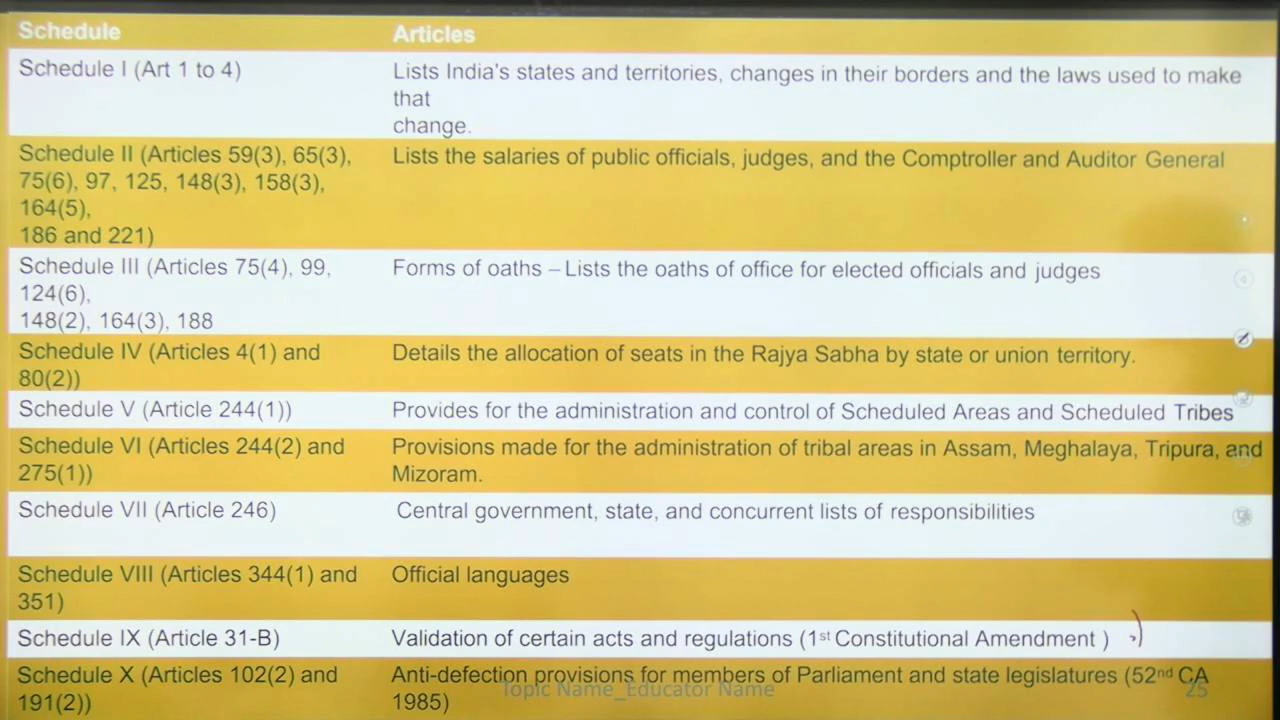 Schedule Articles
Schedule I (Art 1 to 4) Lists India's states and territories, changes in their borders and the laws used to make
that
change.
Schedule II (Articles 59(3), 65(3), Lists the salaries of public officials, judges, and the Comptroller and Auditor General
75(6), 97, 125, 148(3), 158(3),
164(5),
186 and 221)
Schedule III (Articles 75(4), 99, Forms of oaths – Lists the oaths of office for elected officials and judges
124(6),
148(2), 164(3), 188
Schedule IV (Articles 4(1) and Details the allocation of seats in the Rajya Sabha by state or union territory.
80(2))
Schedule V (Article 244(1)) Provides for the administration and control of Scheduled Areas and Scheduled Tribes
Schedule VI (Articles 244(2) and Provisions made for the administration of tribal areas in Assam, Meghalaya, Tripura, and
275(1)) Mizoram.
Schedule VII (Article 246) Central government, state, and concurrent lists of responsibilities
Schedule VIII (Articles 344(1) and Official languages
351)
Schedule IX (Article 31-B) Validation of certain acts and regulations (1st Constitutional Amendment )
Schedule X (Articles 102(2) and Anti-defection provisions for members of Parliament and state legislatures (52nd CA
191(2)) 1985)
Topic Name_Educator Name 25